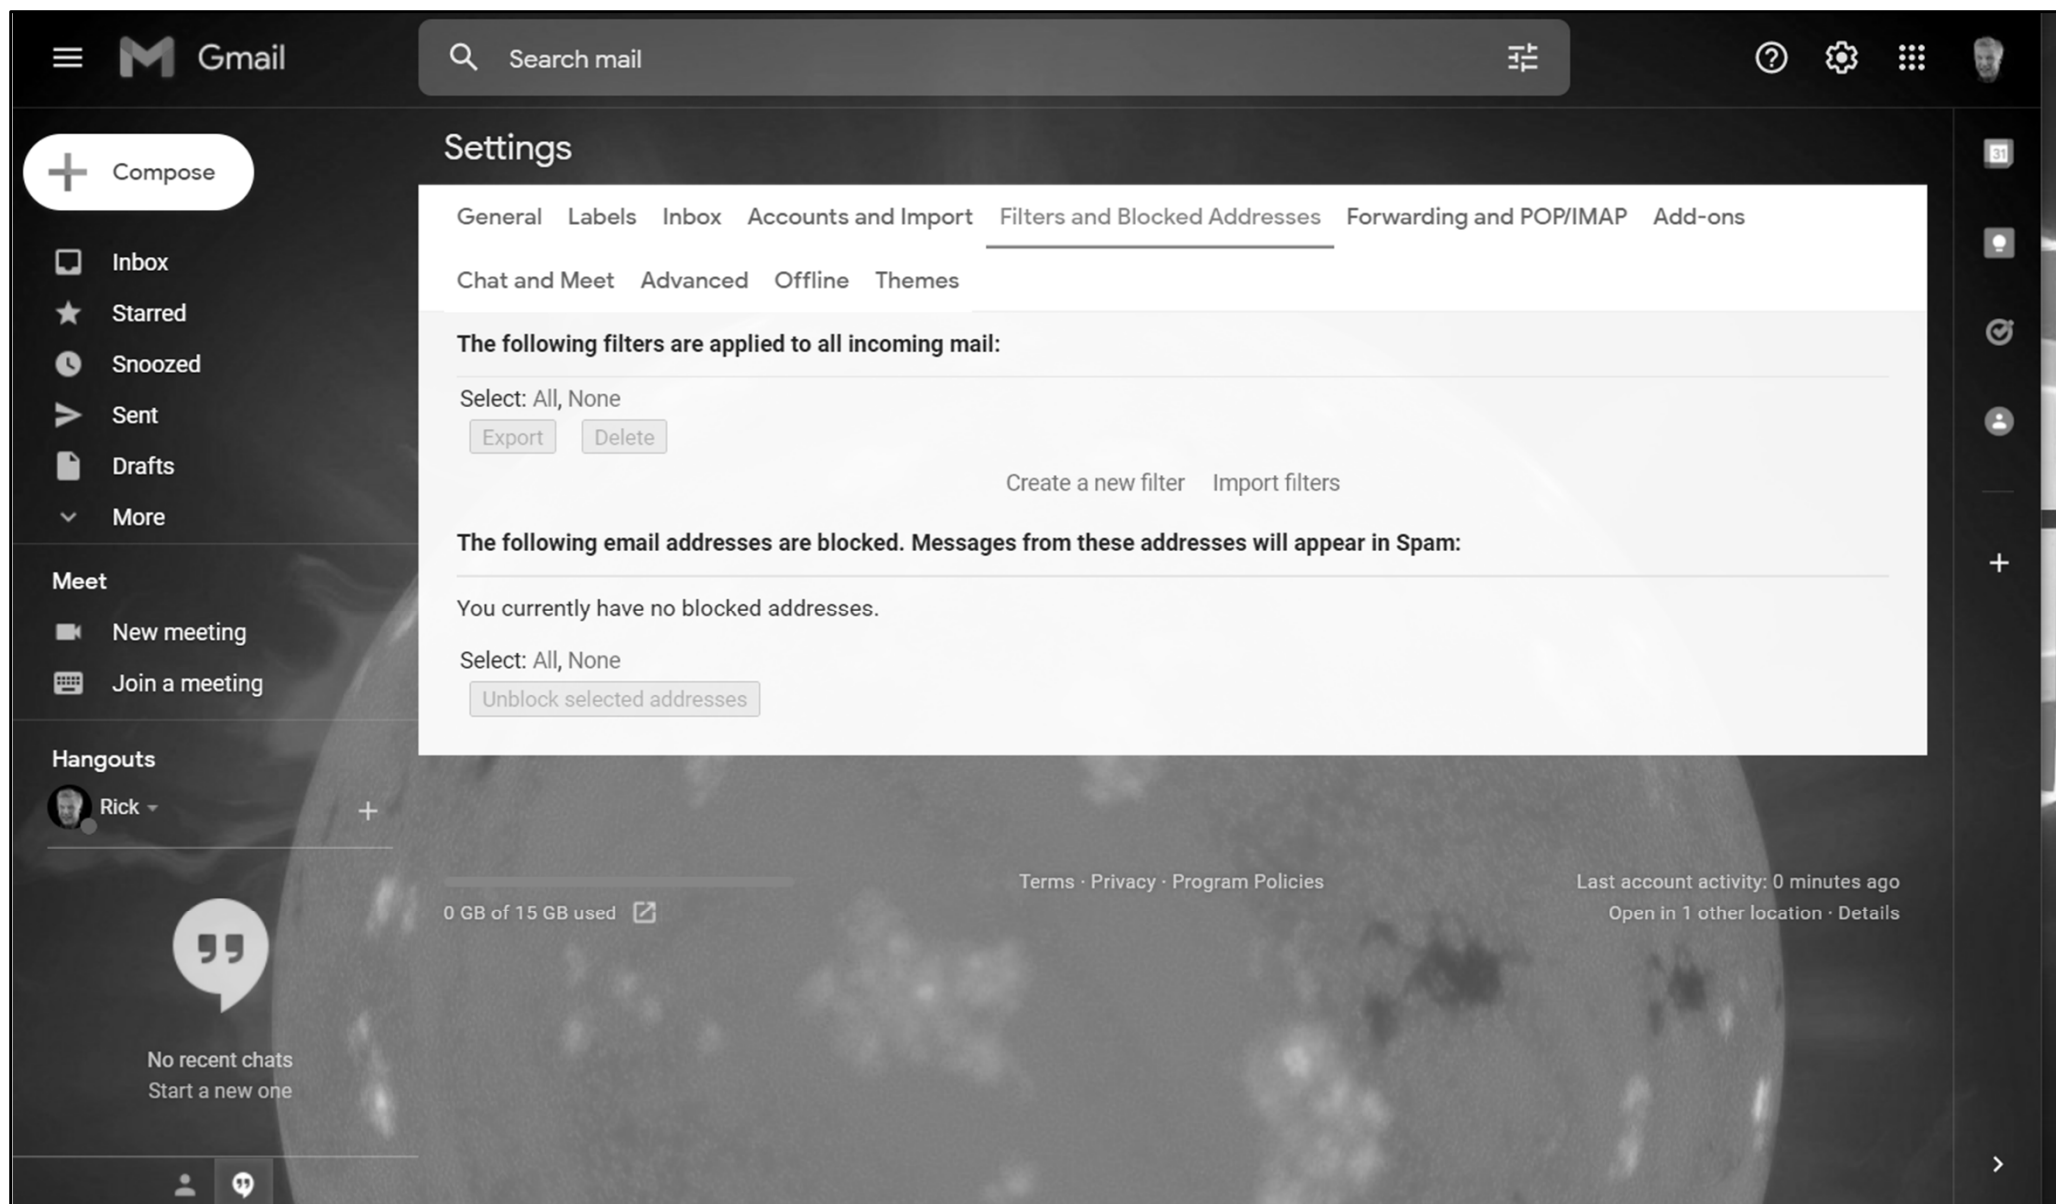 Gmail
Search mail
Compose
Inbox
Starred
Snoozed
Sent
Drafts
More
Meet
New meeting
Join a meeting
Hangouts
Rick
No recent chats
Start a new one
Settings
General Labels Inbox Accounts and Import Filters and Blocked Addresses Forwarding and POP/IMAP Add-ons
Chat and Meet Advanced Offline Themes
The following filters are applied to all incoming mail:
Select: All, None
Export Delete
Create a new filter Import filters
The following email addresses are blocked. Messages from these addresses will appear in Spam:
You currently have no blocked addresses.
Select: All, None
Unblock selected addresses
0 GB of 15 GB used
Terms · Privacy · Program Policies
Last account activity: 0 minutes ago
Open in 1 other location · Details
31